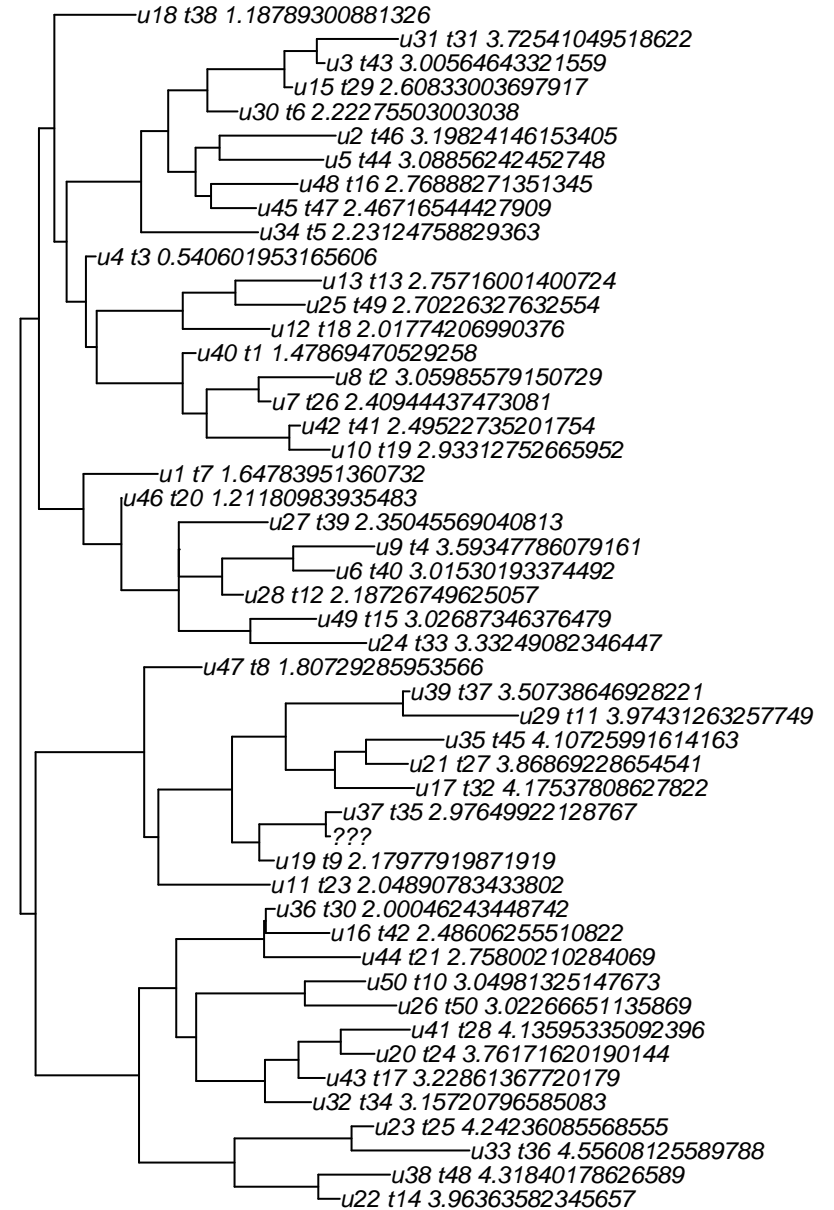 u18 t38 1.18789300881326
u31 t31 3.72541049518622
u3 t43 3.00564643321559
u15 t29 2.60833003697917
u30 t6 2.22275503003038
u2 t46 3.19824146153405
u5 t44 3.08856242452748
u48 t16 2.76888271351345
u45 t47 2.46716544427909
u34 t5 2.23124758829363
u4 t3 0.540601953165606
u13 t13 2.75716001400724
u25 t49 2.70226327632554
u12 t18 2.01774206990376
u40 t1 1.47869470529258
u8 t2 3.05985579150729
u7 t26 2.40944437473081
u42 t41 2.49522735201754
u10 t19 2.93312752665952
u1 t7 1.64783951360732
u46 t20 1.21180983935483
u27 t39 2.35045569040813
u9 t4 3.59347786079161
u6 t40 3.01530193374492
u28 t12 2.18726749625057
u49 t15 3.02687346376479
u24 t33 3.33249082346447
u47 t8 1.80729285953566
u39 t37 3.50738646928221
u29 t11 3.97431263257749
u35 t45 4.10725991614163
u21 t27 3.86869228654541
u17 t32 4.17537808627822
u37 t35 2.97649922128767
???
u19 t9 2.17977919871919
u11 t23 2.04890783433802
u36 t30 2.00046243448742
u16 t42 2.48606255510822
u44 t21 2.75800210284069
u50 t10 3.04981325147673
u26 t50 3.02266651135869
u41 t28 4.13595335092396
u20 t24 3.76171620190144
u43 t17 3.22861367720179
u32 t34 3.15720796585083
u23 t25 4.24236085568555
u33 t36 4.55608125589788
u38 t48 4.31840178626589
u22 t14 3.96363582345657